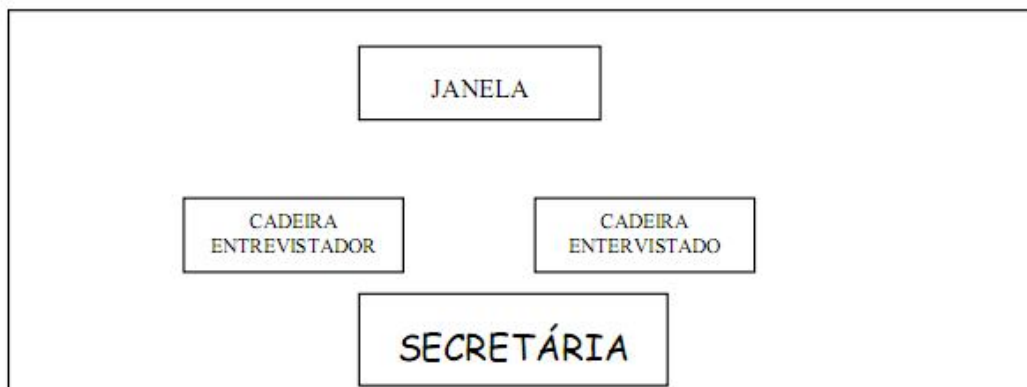 JANELA
CADEIRA
ENTREVISTADOR
CADEIRA
ENTERVISTADO
SECRETÁRIA